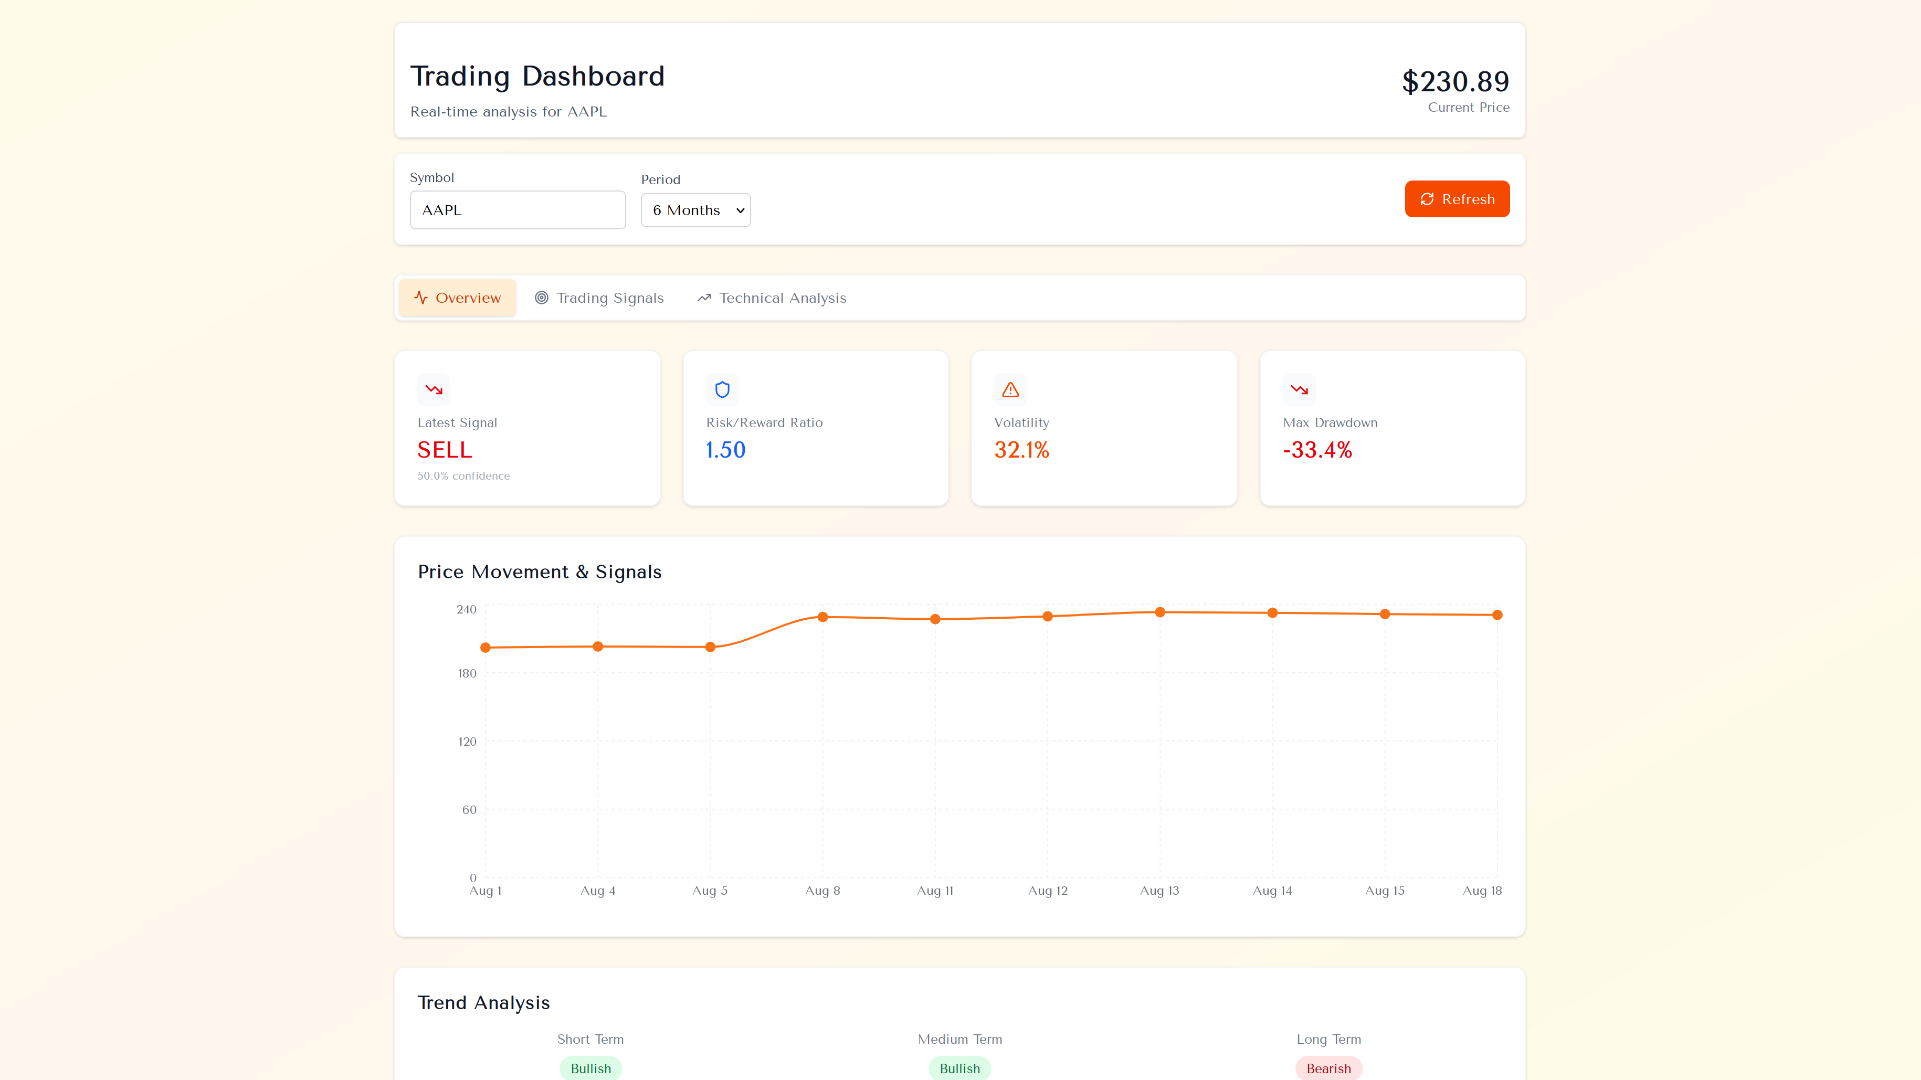 Trading Dashboard
Real-time analysis for AAPL
$230.89
Current Price
Symbol
AAPL
Period
6 Months
Refresh
Overview
Trading Signals
Technical Analysis
Latest Signal
SELL
50.0% confidence
Risk/Reward Ratio
1.50
Volatility
32.1%
Max Drawdown
-33.4%
Price Movement & Signals
240
180
120
60
0
Aug 1
Aug 4
Aug 5
Aug 8
Aug 11
Aug 12
Aug 13
Aug 14
Aug 15
Aug 18
Trend Analysis
Short Term
Bullish
Medium Term
Bullish
Long Term
Bearish